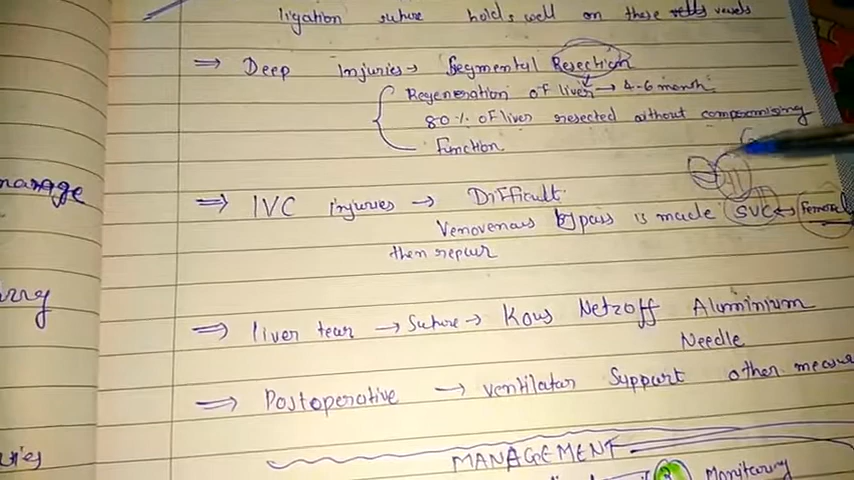 ligation suture holds well on these vessels
⇒ Deep Injuries → Segmental Resection
Regeneration of liver → 4-6 month
80% of liver resected without compromising
Function
⇒ IVC injuries → Difficult
Venovenous bypass is made SVC ↔ Femoral
then repair
⇒ liver tear → Suture → Kous Netzoff Aluminium
Needle
⇒ Postoperative → ventilator Support other measur
MANAGEMENT
Monitoring